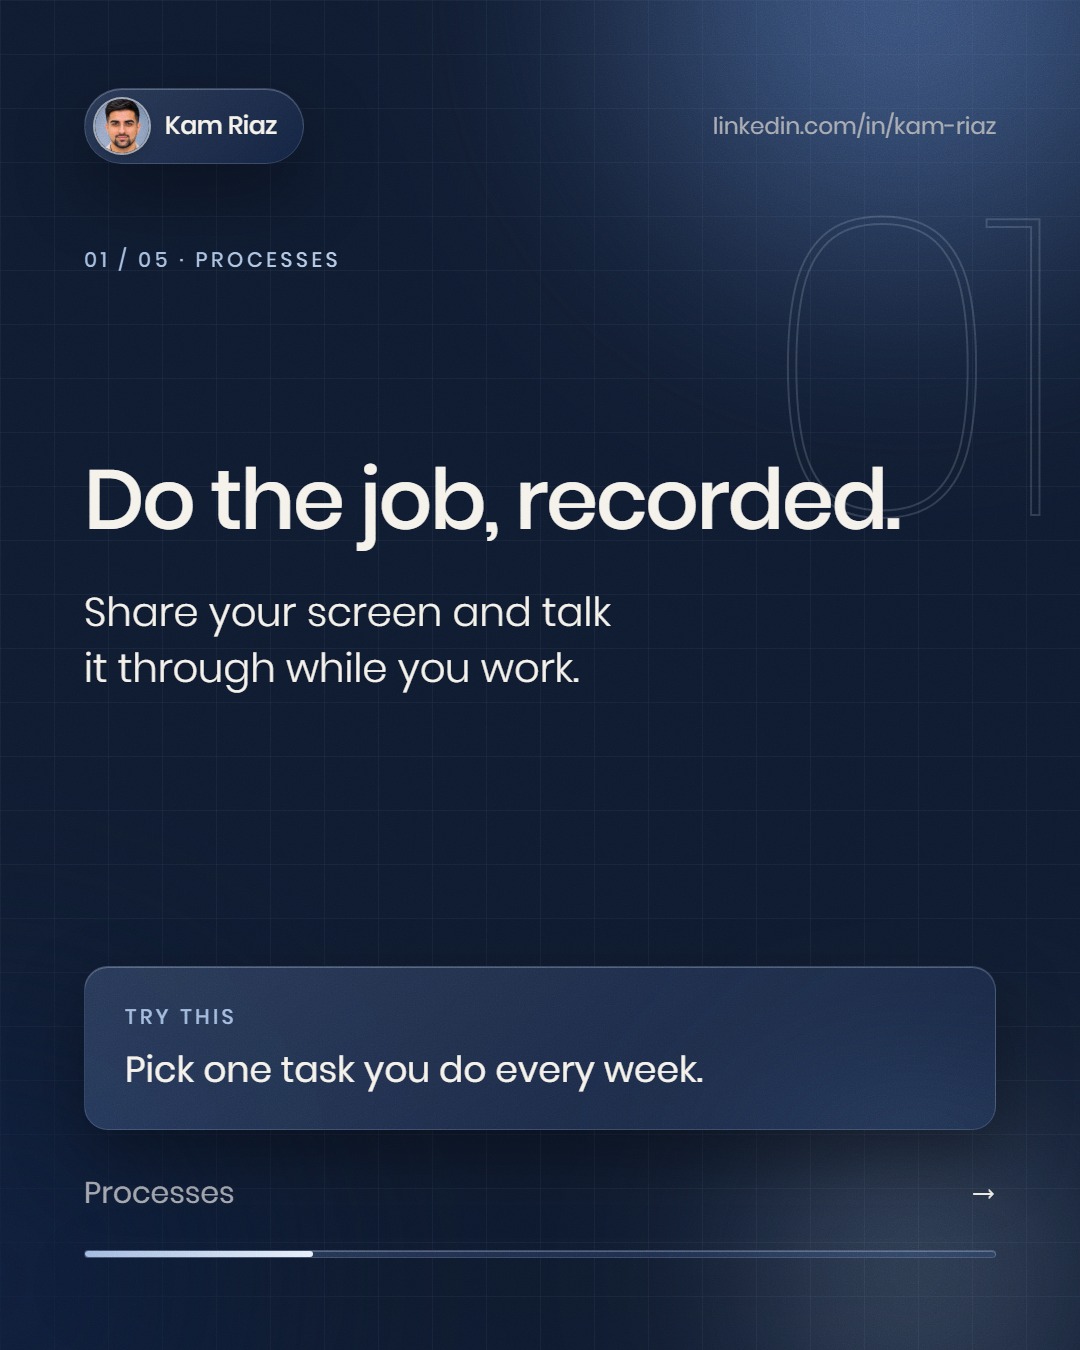 Kam Riaz
linkedin.com/in/kam-riaz
01 / 05 · PROCESSES
01
Do the job, recorded.
Share your screen and talk
it through while you work.
TRY THIS
Pick one task you do every week.
Processes
→